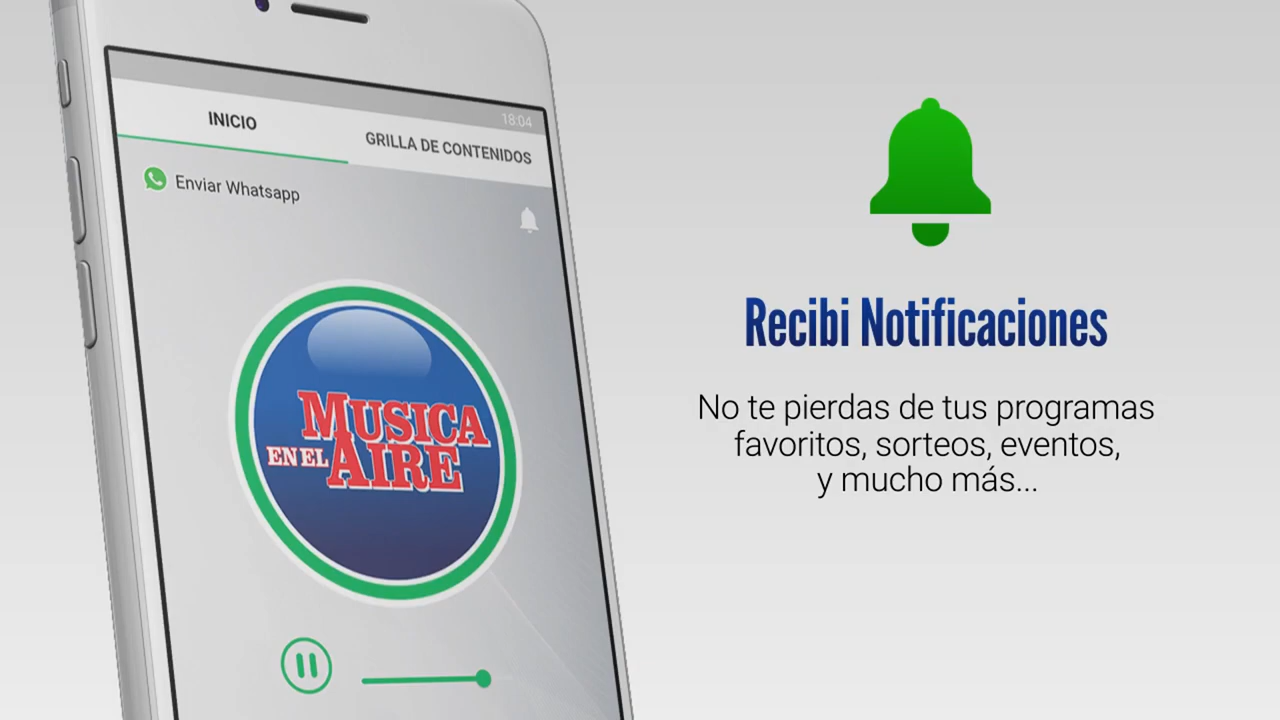 18:04
INICIO
GRILLA DE CONTENIDOS
Enviar Whatsapp
MUSICA
EN EL AIRE
Recibi Notificaciones
No te pierdas de tus programas
favoritos, sorteos, eventos,
y mucho más...